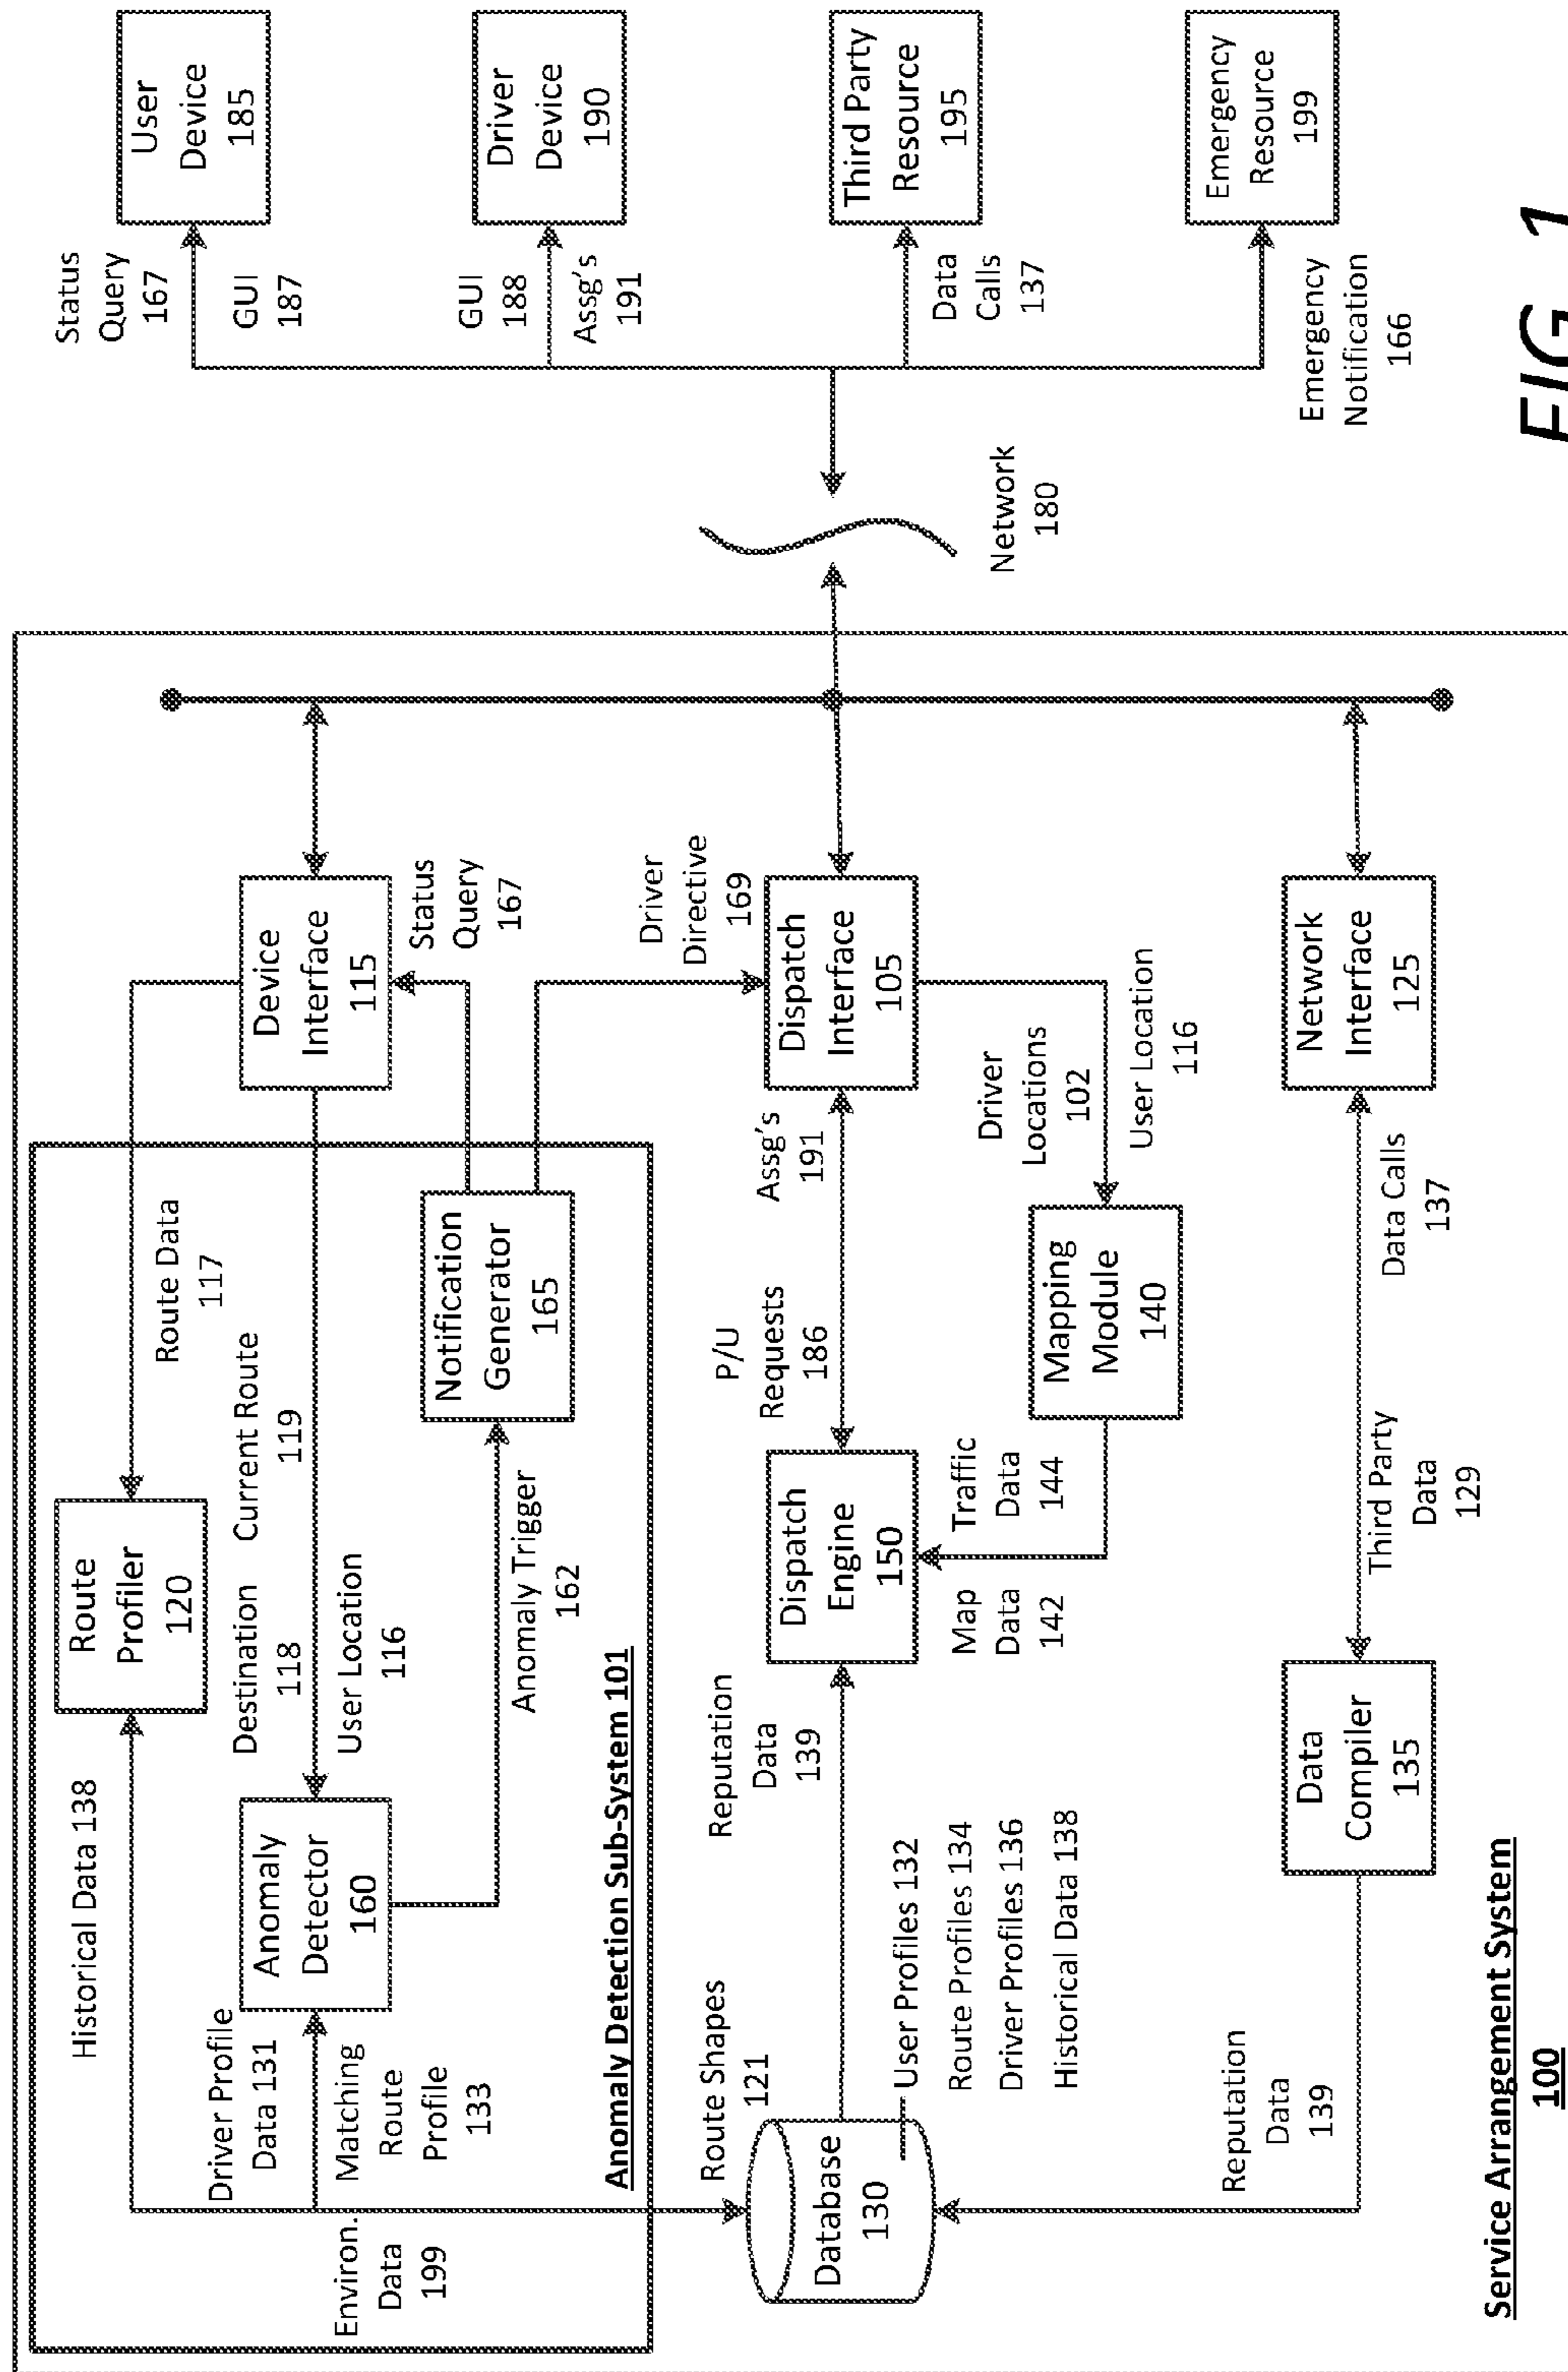 Historical Data 138
Route
Profiler
120
Route Data
117
Driver Profile
Data 131
Matching
Route
Profile
133
Environ.
Data
199
Anomaly
Detector
160
Destination
118
Current Route
119
User Location
116
Anomaly Trigger
162
Notification
Generator
165
Anomaly Detection Sub-System 101
Device
Interface
115
Status
Query
167
Driver
Directive
169
Route Shapes
121
Database
130
User Profiles 132
Route Profiles 134
Driver Profiles 136
Historical Data 138
Reputation
Data
139
Dispatch
Engine
150
P/U
Requests
186
Assg's
191
Dispatch
Interface
105
Map
Data
142
Traffic
Data
144
Mapping
Module
140
Driver
Locations
102
User Location
116
Reputation
Data
139
Data
Compiler
135
Third Party
Data
129
Data Calls
137
Network
Interface
125
Service Arrangement System
100
Network
180
Status
Query
167
GUI
187
User
Device
185
GUI
188
Assg's
191
Driver
Device
190
Data
Calls
137
Third Party
Resource
195
Emergency
Notification
166
Emergency
Resource
199
FIG. 1